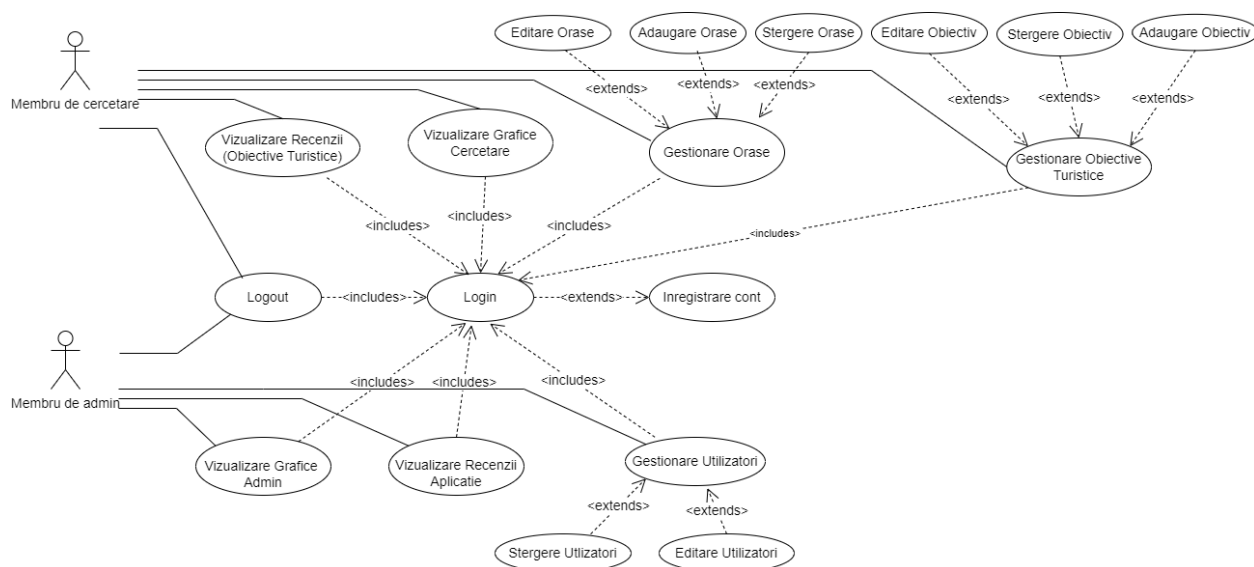 Editare Orase
Adaugare Orase
Stergere Orase
Editare Obiectiv
Stergere Obiectiv
Adaugare Obiectiv
Membru de cercetare
<extends>
<extends>
<extends>
<extends>
<extends>
<extends>
Vizualizare Recenzii
(Obiective Turistice)
Vizualizare Grafice
Cercetare
Gestionare Orase
Gestionare Obiective
Turistice
<includes>
<includes>
<includes>
<includes>
Logout
<includes>
Login
<extends>
Inregistrare cont
Membru de admin
<includes>
<includes>
<includes>
Vizualizare Grafice
Admin
Vizualizare Recenzii
Aplicatie
Gestionare Utilizatori
<extends>
<extends>
Stergere Utlizatori
Editare Utilizatori